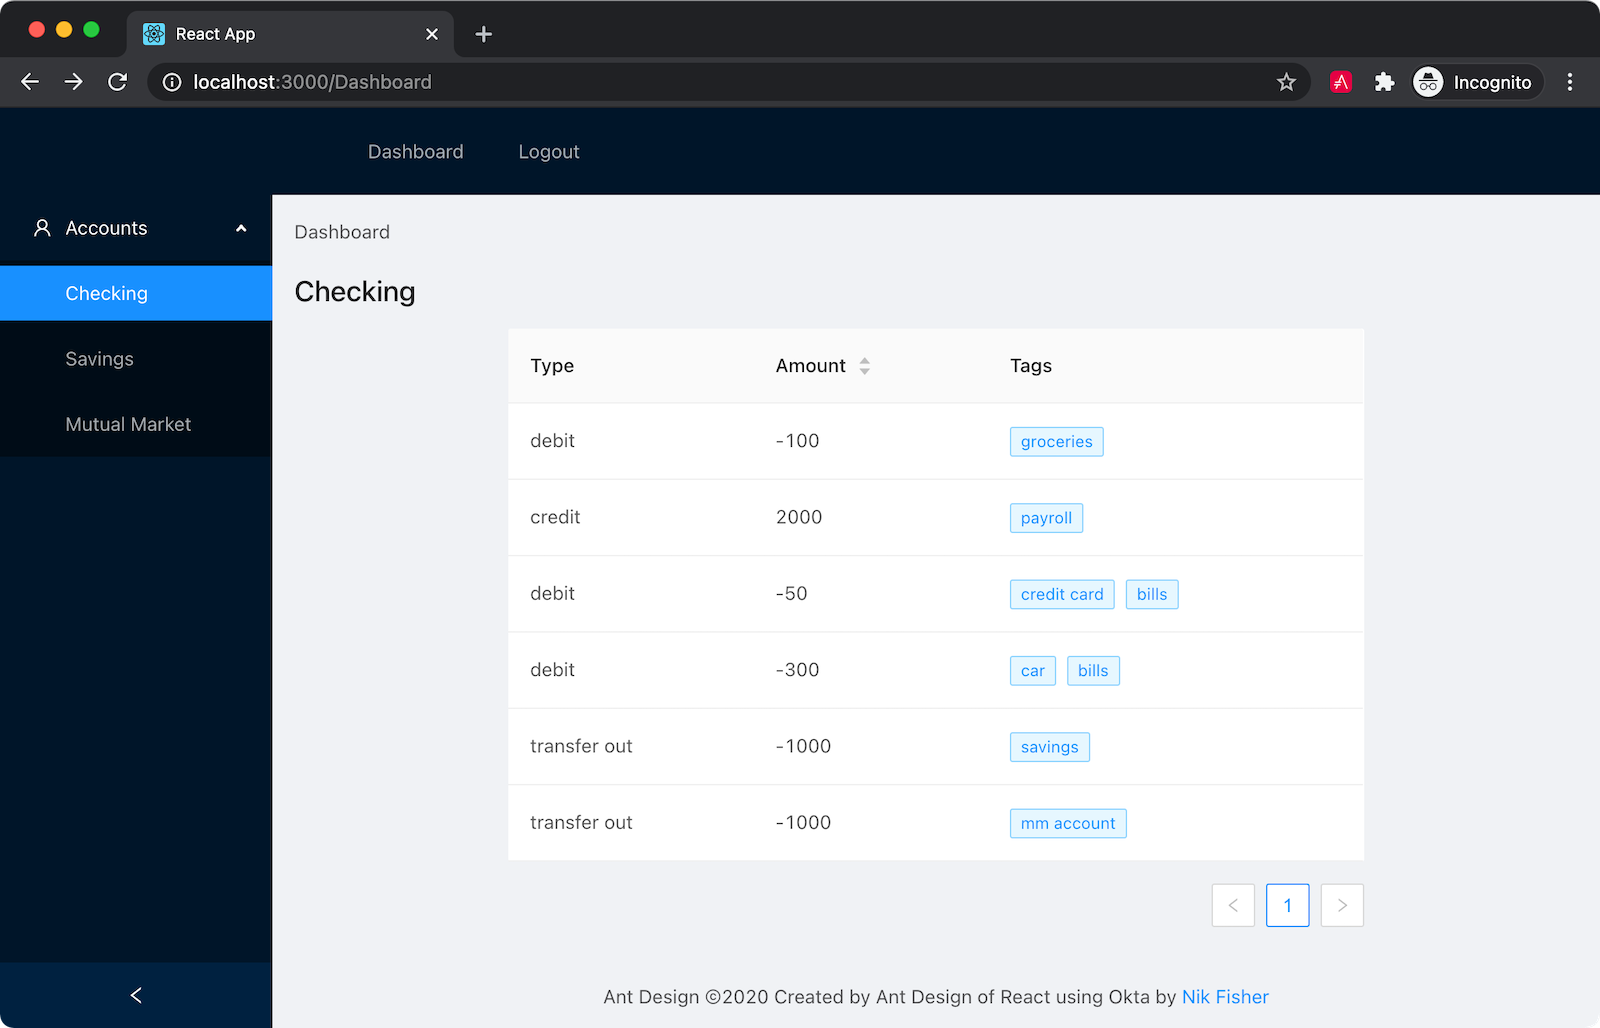 React App
localhost:3000/Dashboard
Incognito
Dashboard Logout
Accounts
Checking
Savings
Mutual Market
Dashboard
Checking
Type Amount Tags
debit -100 groceries
credit 2000 payroll
debit -50 credit card bills
debit -300 car bills
transfer out -1000 savings
transfer out -1000 mm account
1
Ant Design ©2020 Created by Ant Design of React using Okta by Nik Fisher